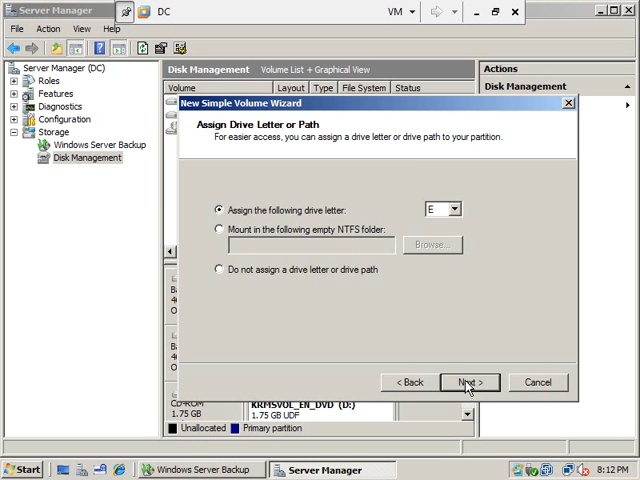 Server Manager
DC
VM
File Action View Help
Server Manager (DC)
Roles
Features
Diagnostics
Configuration
Storage
Windows Server Backup
Disk Management
Disk Management Volume List + Graphical View
Volume Layout Type File System Status
Actions
Disk Management
New Simple Volume Wizard
Assign Drive Letter or Path
For easier access, you can assign a drive letter or drive path to your partition.
Assign the following drive letter:
E
Mount in the following empty NTFS folder:
Browse...
Do not assign a drive letter or drive path
< Back
Next >
Cancel
Ba
40
O
Ba
40
O
CD-ROM
1.75 GB
KRMSVOL_EN_DVD (D:)
1.75 GB UDF
Unallocated Primary partition
Start
Windows Server Backup
Server Manager
8:12 PM